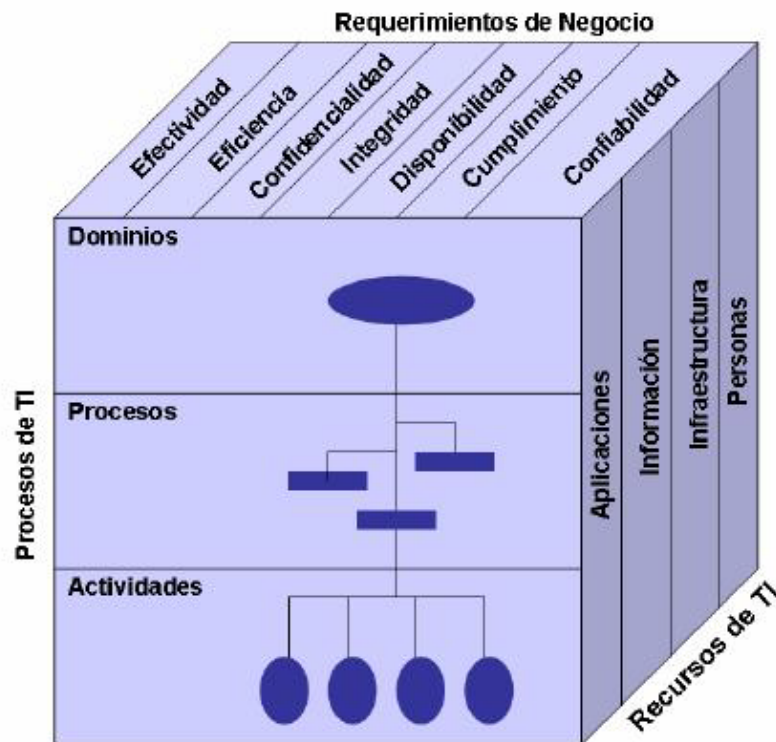 Requerimientos de Negocio
Efectividad
Eficiencia
Confidencialidad
Integridad
Disponibilidad
Cumplimiento
Confiabilidad
Dominios
Procesos
Actividades
Procesos de TI
Aplicaciones
Información
Infraestructura
Personas
Recursos de TI